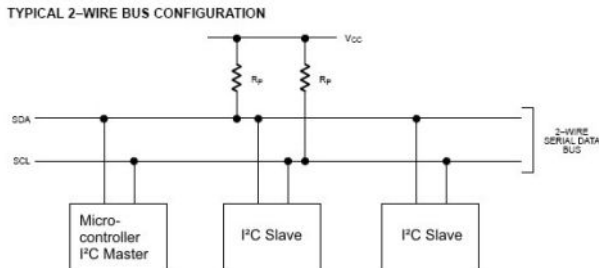 TYPICAL 2–WIRE BUS CONFIGURATION
VCC
RP
RP
SDA
SCL
2–WIRE
SERIAL DATA
BUS
Micro-
controller
I²C Master
I²C Slave
I²C Slave